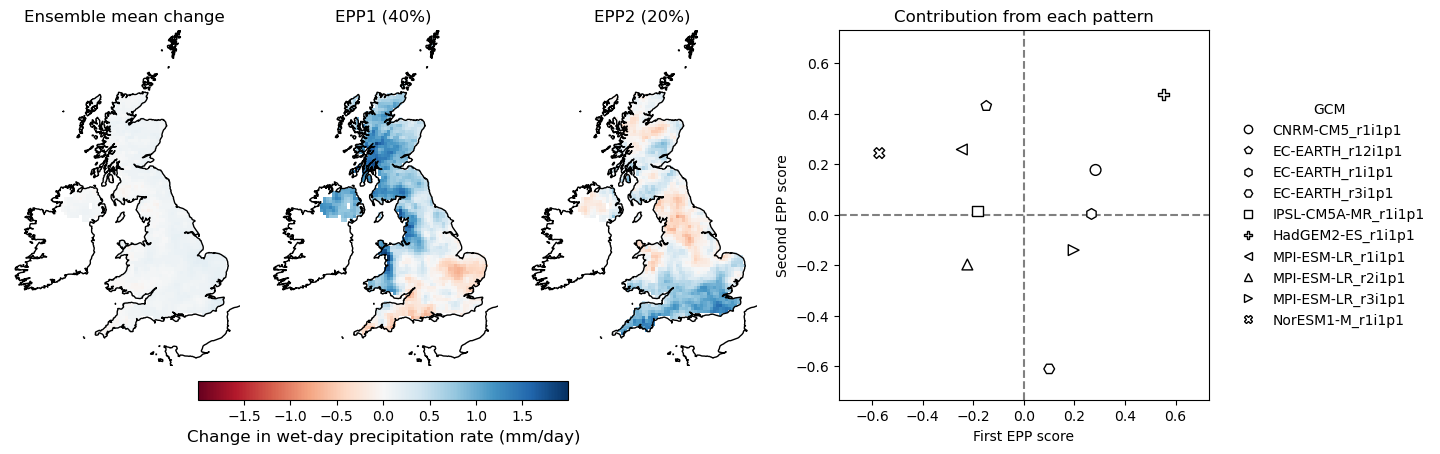 Ensemble mean change
EPP1 (40%)
EPP2 (20%)
Contribution from each pattern
−1.5 −1.0 −0.5 0.0 0.5 1.0 1.5
Change in wet-day precipitation rate (mm/day)
Second EPP score
0.6
0.4
0.2
0.0
−0.2
−0.4
−0.6
−0.6 −0.4 −0.2 0.0 0.2 0.4 0.6
First EPP score
GCM
CNRM-CM5_r1i1p1
EC-EARTH_r12i1p1
EC-EARTH_r1i1p1
EC-EARTH_r3i1p1
IPSL-CM5A-MR_r1i1p1
HadGEM2-ES_r1i1p1
MPI-ESM-LR_r1i1p1
MPI-ESM-LR_r2i1p1
MPI-ESM-LR_r3i1p1
NorESM1-M_r1i1p1